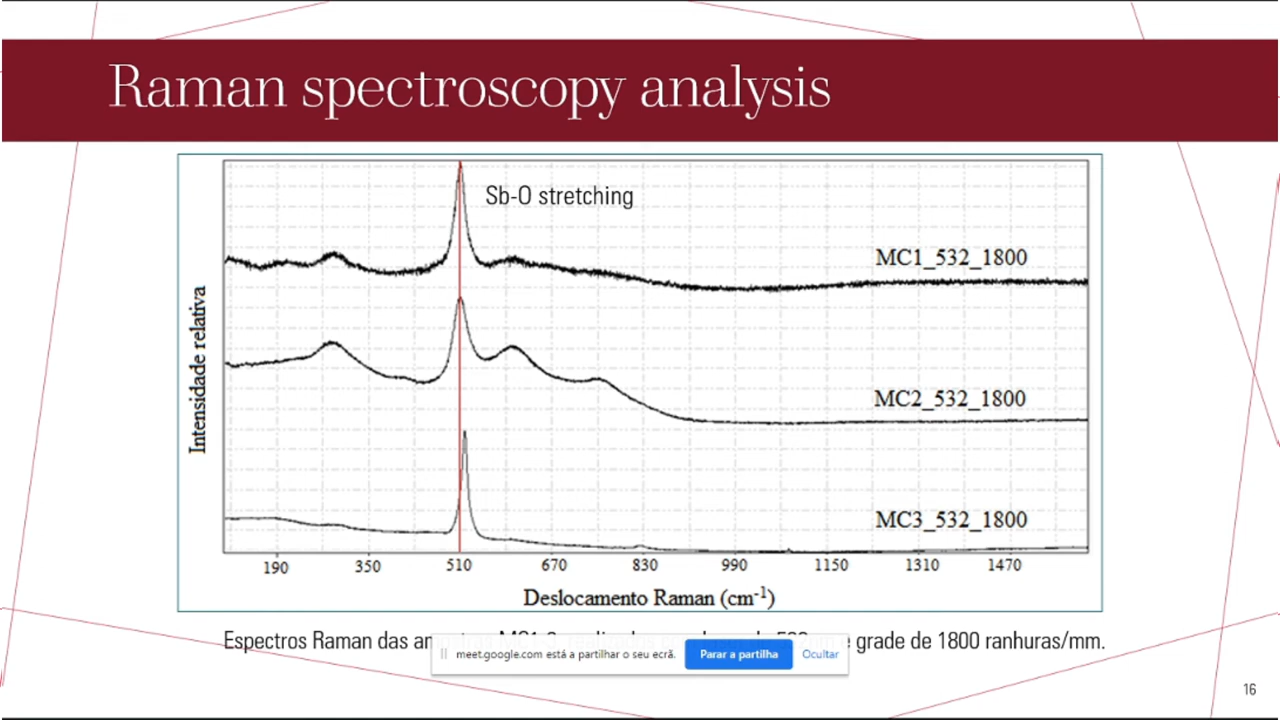 Raman spectroscopy analysis
Sb-O stretching
MC1_532_1800
MC2_532_1800
MC3_532_1800
Intensidade relativa
190 350 510 670 830 990 1150 1310 1470
Deslocamento Raman (cm-1)
Espectros Raman das grade de 1800 ranhuras/mm.
meet.google.com está a partilhar o seu ecrã. Parar a partilha Ocultar
16